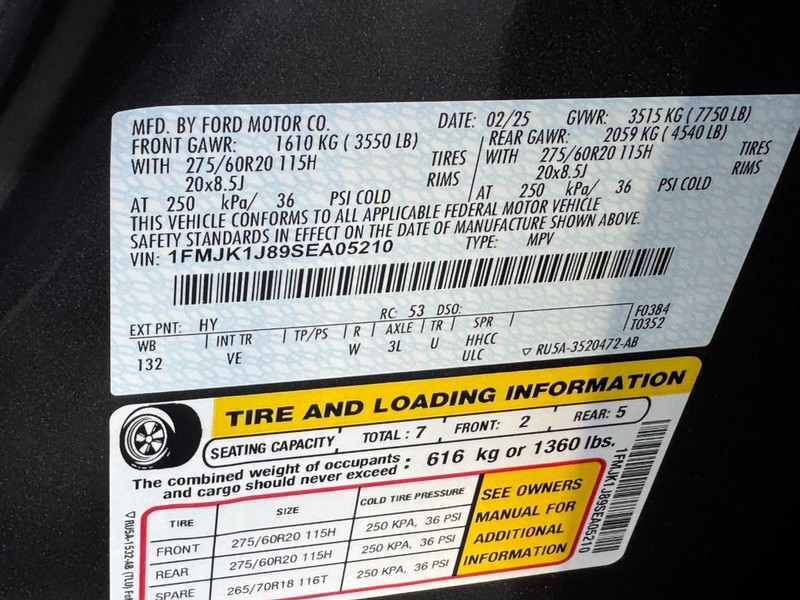 MFD. BY FORD MOTOR CO. DATE: 02/25 GVWR: 3515 KG ( 7750 LB)
FRONT GAWR: 1610 KG ( 3550 LB) REAR GAWR: 2059 KG ( 4540 LB)
WITH 275/60R20 115H TIRES WITH 275/60R20 115H TIRES
20x8.5J RIMS 20x8.5J RIMS
AT 250 kPa/ 36 PSI COLD AT 250 kPa/ 36 PSI COLD
THIS VEHICLE CONFORMS TO ALL APPLICABLE FEDERAL MOTOR VEHICLE
SAFETY STANDARDS IN EFFECT ON THE DATE OF MANUFACTURE SHOWN ABOVE.
VIN: 1FMJK1J89SEA05210 TYPE: MPV
EXT PNT: HY RC: 53 DSO: F0384
WB INT TR TP/PS R AXLE TR SPR T0352
132 VE W 3L U HHCC
ULC ▽ RU5A-3520472-AB
TIRE AND LOADING INFORMATION
SEATING CAPACITY TOTAL : 7 FRONT: 2 REAR: 5
The combined weight of occupants
and cargo should never exceed : 616 kg or 1360 lbs.
TIRE SIZE COLD TIRE PRESSURE
FRONT 275/60R20 115H 250 KPA, 36 PSI
REAR 275/60R20 115H 250 KPA, 36 PSI
SPARE 265/70R18 116T 250 KPA, 36 PSI
SEE OWNERS
MANUAL FOR
ADDITIONAL
INFORMATION
1FMJK1J89SEA05210
▽ RU5A-1532-AB (TLU)